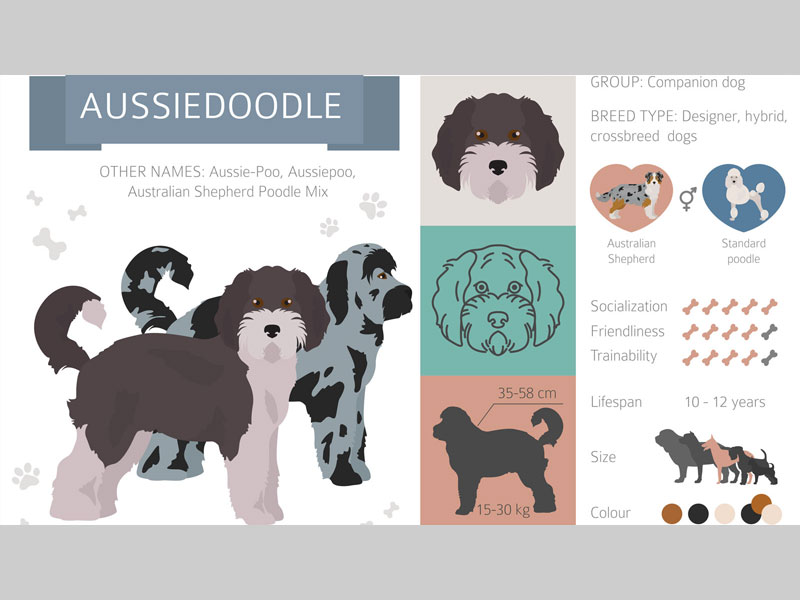 AUSSIEDOODLE
OTHER NAMES: Aussie-Poo, Aussiepoo,
Australian Shepherd Poodle Mix
35-58 cm
15-30 kg
GROUP: Companion dog
BREED TYPE: Designer, hybrid,
crossbreed dogs
Australian
Shepherd
Standard
poodle
Socialization
Friendliness
Trainability
Lifespan 10 - 12 years
Size
Colour